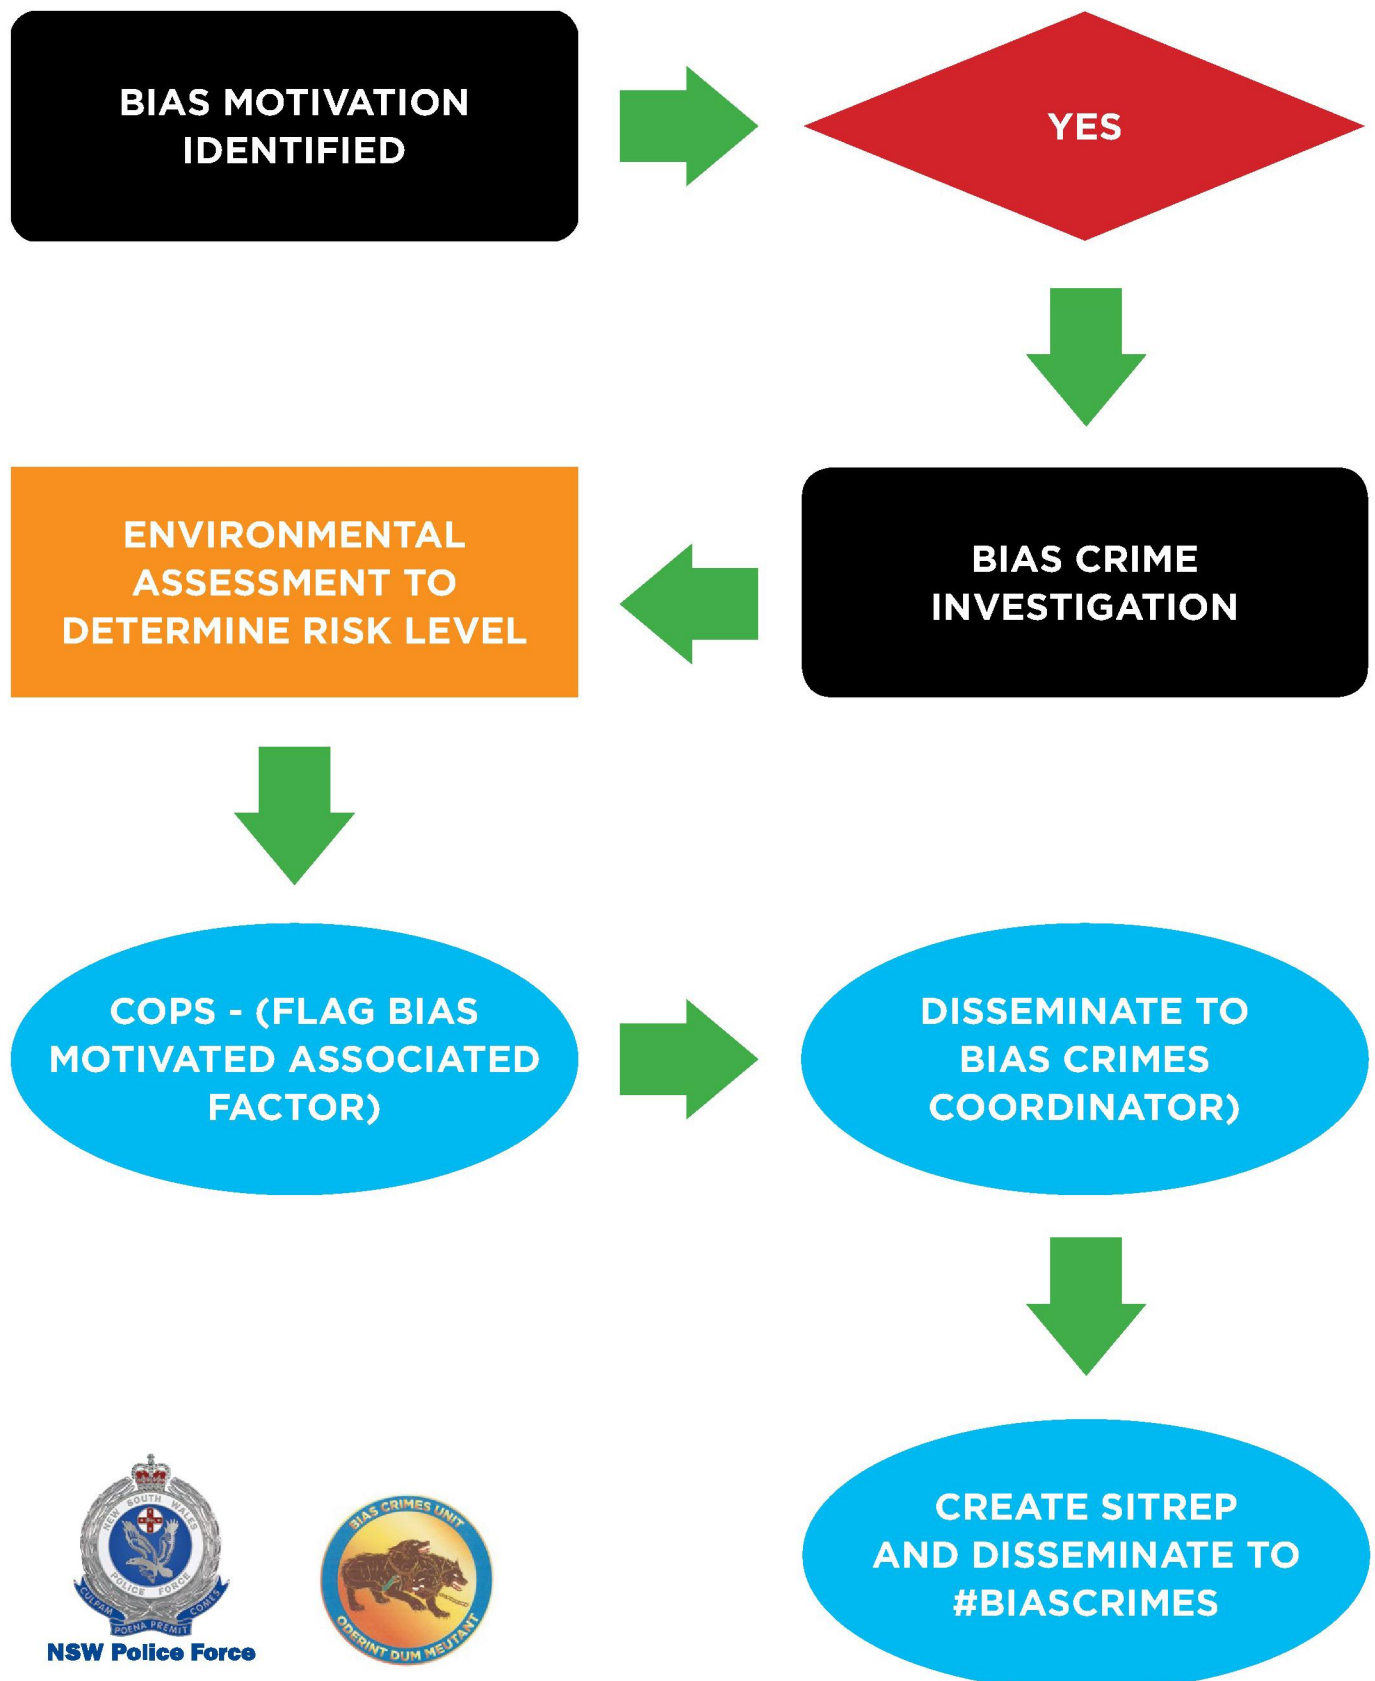 BIAS MOTIVATION
IDENTIFIED
YES
BIAS CRIME
INVESTIGATION
ENVIRONMENTAL
ASSESSMENT TO
DETERMINE RISK LEVEL
COPS - (FLAG BIAS
MOTIVATED ASSOCIATED
FACTOR)
DISSEMINATE TO
BIAS CRIMES
COORDINATOR)
CREATE SITREP
AND DISSEMINATE TO
#BIASCRIMES
NEW SOUTH WALES
POLICE FORCE
CULPAM POENA PREMIT COMES
NSW Police Force
BIAS CRIMES UNIT
ODERINT DUM MEUTANT